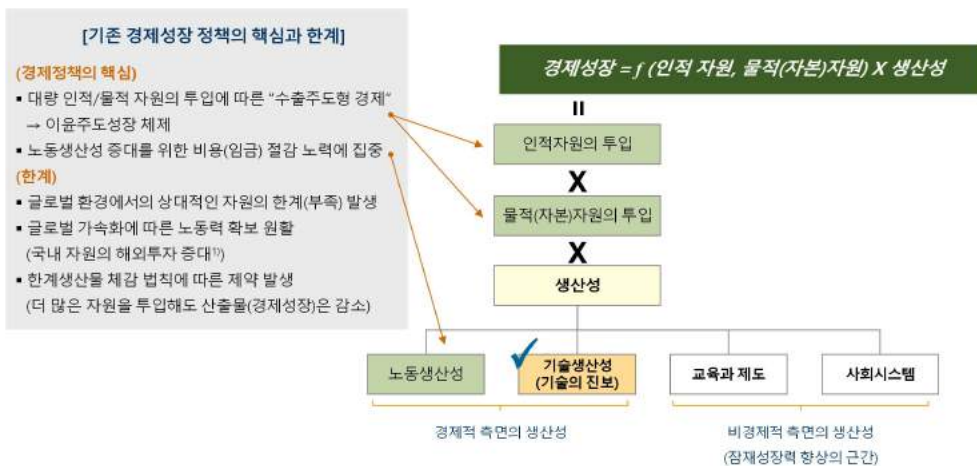 [기존 경제성장 정책의 핵심과 한계]
(경제정책의 핵심)
▪ 대량 인적/물적 자원의 투입에 따른 “수출주도형 경제“
→ 이윤주도성장 체제
▪ 노동생산성 증대를 위한 비용(임금) 절감 노력에 집중
(한계)
▪ 글로벌 환경에서의 상대적인 자원의 한계(부족) 발생
▪ 글로벌 가속화에 따른 노동력 확보 원활
(국내 자원의 해외투자 증대¹⁾)
▪ 한계생산물 체감 법칙에 따른 제약 발생
(더 많은 자원을 투입해도 산출물(경제성장)은 감소)
경제성장 = f (인적 자원, 물적(자본)자원) X 생산성
=
인적자원의 투입
X
물적(자본)자원의 투입
X
생산성
노동생산성
기술생산성
(기술의 진보)
교육과 제도
사회시스템
경제적 측면의 생산성
비경제적 측면의 생산성
(잠재성장력 향상의 근간)